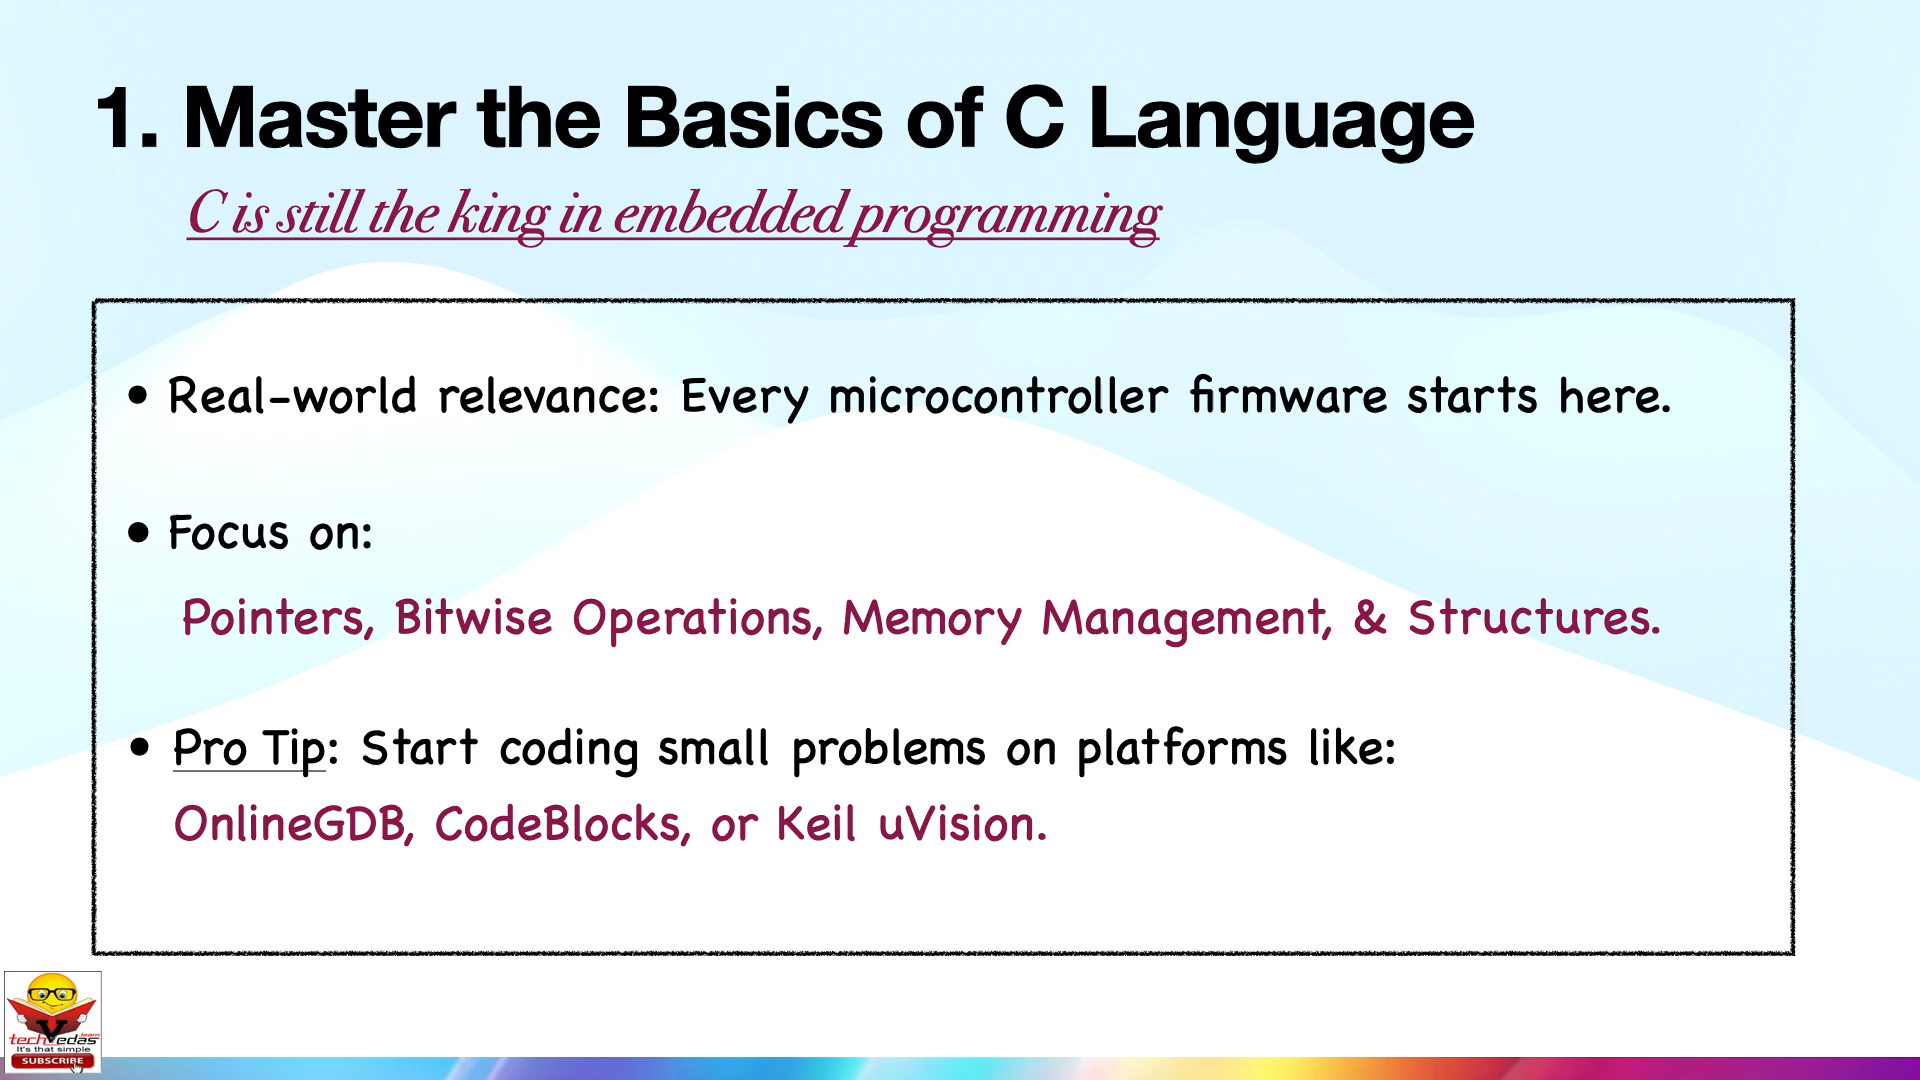 1. Master the Basics of C Language
C is still the king in embedded programming
• Real-world relevance: Every microcontroller firmware starts here.
• Focus on:
Pointers, Bitwise Operations, Memory Management, & Structures.
• Pro Tip: Start coding small problems on platforms like:
OnlineGDB, CodeBlocks, or Keil uVision.
learn
techVedas
It's that simple
SUBSCRIBE